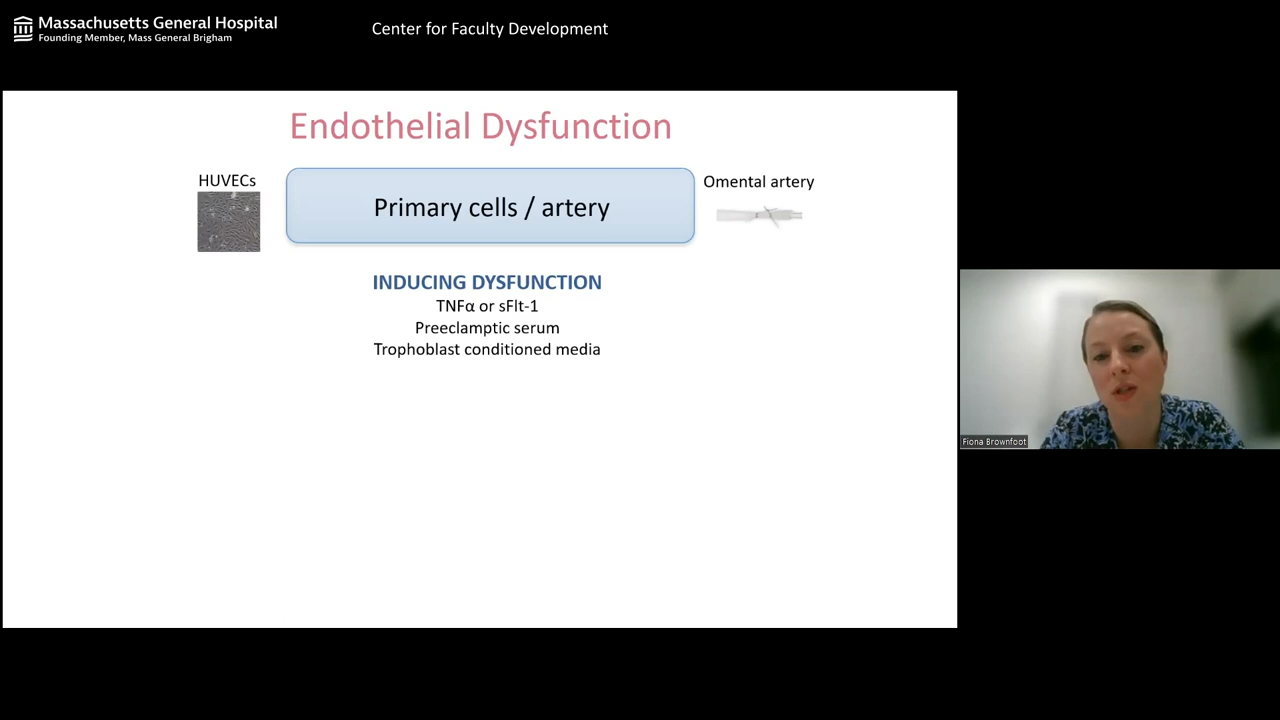 Massachusetts General Hospital
Founding Member, Mass General Brigham
Center for Faculty Development
Endothelial Dysfunction
HUVECs
Primary cells / artery
Omental artery
INDUCING DYSFUNCTION
TNFα or sFlt-1
Preeclamptic serum
Trophoblast conditioned media
Fiona Brownfoot